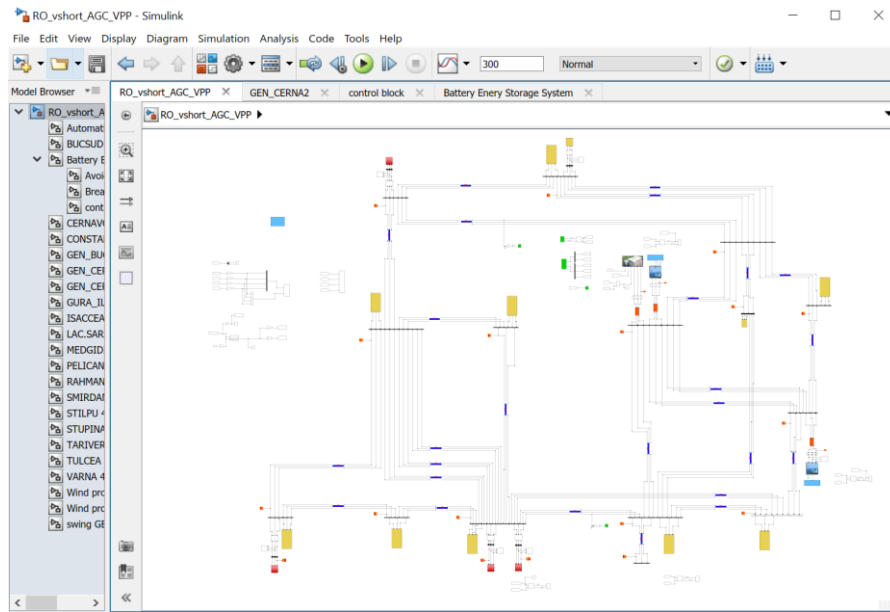 RO_vshort_AGC_VPP - Simulink
File Edit View Display Diagram Simulation Analysis Code Tools Help
300 Normal
Model Browser
RO_vshort_AGC_VPP GEN_CERNA2 control block Battery Enery Storage System
RO_vshort_AGC_VPP
RO_vshort_A
Automat
BUCSUD
Battery E
Avoi
Brea
cont
CERNAV
CONSTA
GEN_BU
GEN_CE
GEN_CE
GURA_IL
ISACCEA
LAC.SAR
MEDGID
PELICAN
RAHMAN
SMIRDAN
STILPU 4
STUPINA
TARIVER
TULCEA
VARNA 4
Wind pro
Wind pro
swing GE